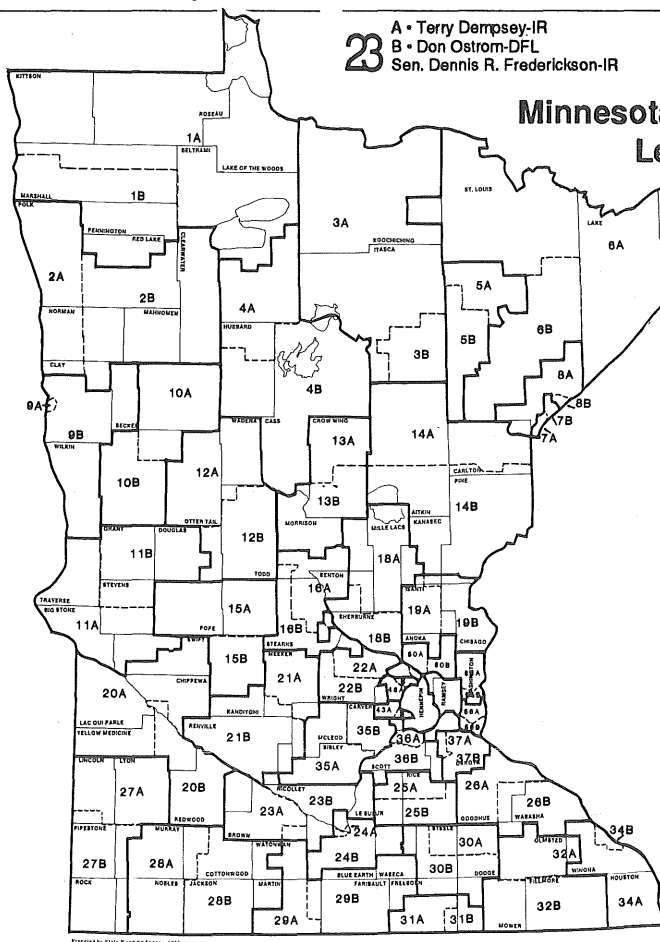 23
A • Terry Dempsey-IR
B • Don Ostrom-DFL
Sen. Dennis R. Frederickson-IR
Minnesota
Le
KITTSON
ROSEAU
1A
BELTRAMI
LAKE OF THE WOODS
MARSHALL
1B
POLK
PENNINGTON
RED LAKE
CLEARWATER
3A
KOOCHICHING
ITASCA
ST. LOUIS
LAKE
6A
2A
2B
NORMAN
MAHNOMEN
4A
HUBBARD
5A
5B
6B
CLAY
3B
8A
4B
9A
9B
10A
BECKER
8B
7B
7A
WADENA
CASS
CROW WING
13A
14A
WILKIN
10B
12A
CARLTON
PINE
13B
14B
OTTER TAIL
MORRISON
AITKIN
KANABEC
MILLE LACS
GRANT
DOUGLAS
11B
12B
18A
TODD
BENTON
16A
STEVENS
ISANTI
TRAVERSE
BIG STONE
15A
19A
11A
POPE
16B
SHERBURNE
18B
19B
STEARNS
ANOKA
CHISAGO
SWIFT
15B
MEEKER
22A
50A
50B
WASHINGTON
20A
CHIPPEWA
21A
22B
WRIGHT
48A
HENNEPIN
RAMSEY
56A
KANDIYOHI
CARVER
43A
LAC QUI PARLE
YELLOW MEDICINE
RENVILLE
21B
MCLEOD
35B
36A
37A
SIBLEY
36B
37B
DAKOTA
LINCOLN
LYON
35A
SCOTT
27A
20B
NICOLLET
RICE
25A
26A
23A
23B
26B
REDWOOD
LE SUEUR
25B
GOODHUE
WABASHA
PIPESTONE
MURRAY
BROWN
WATONWAN
24A
STEELE
30A
OLMSTED
34B
27B
28A
24B
32A
WINONA
COTTONWOOD
BLUE EARTH
WASECA
30B
DODGE
ROCK
NOBLES
JACKSON
MARTIN
FARIBAULT
FREEBORN
FILLMORE
HOUSTON
28B
29B
29A
31A
31B
32B
34A
MOWER